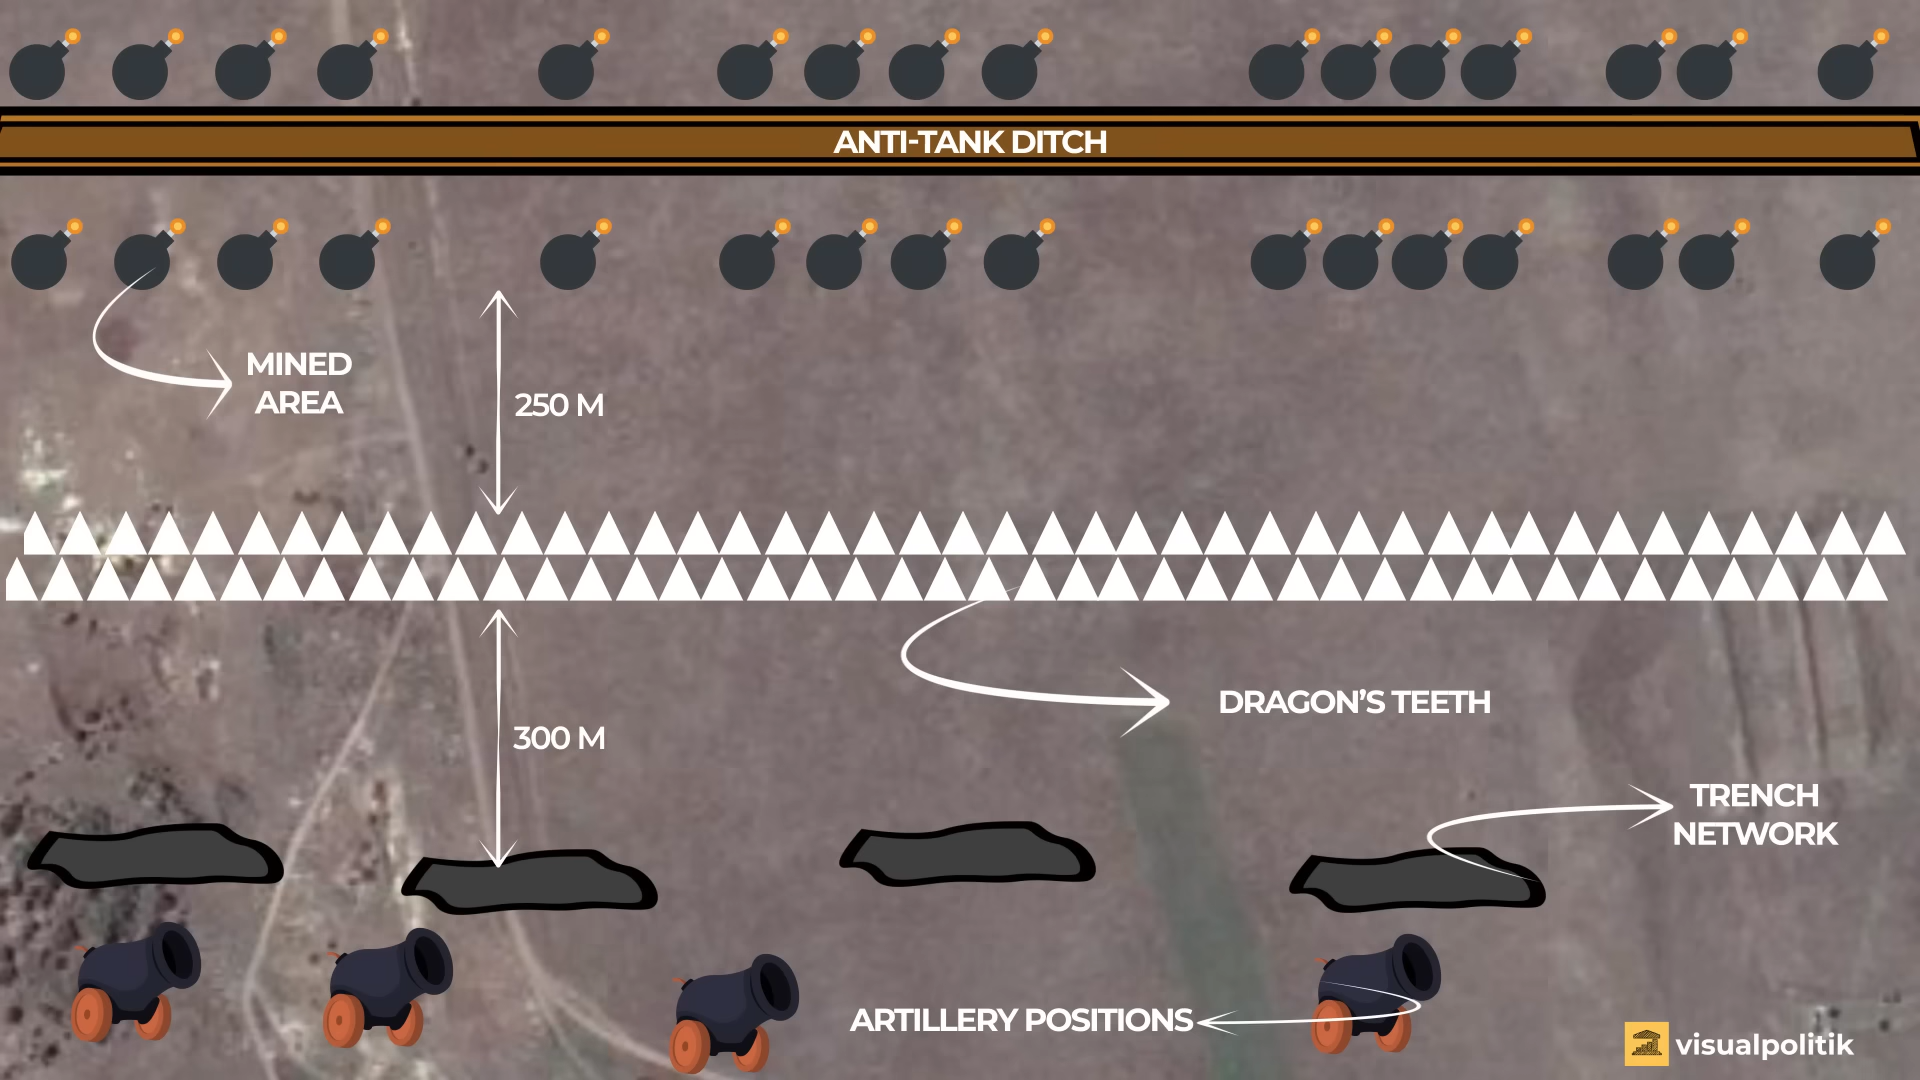 ANTI-TANK DITCH
MINED
AREA
250 M
DRAGON'S TEETH
300 M
TRENCH
NETWORK
ARTILLERY POSITIONS
visualpolitik